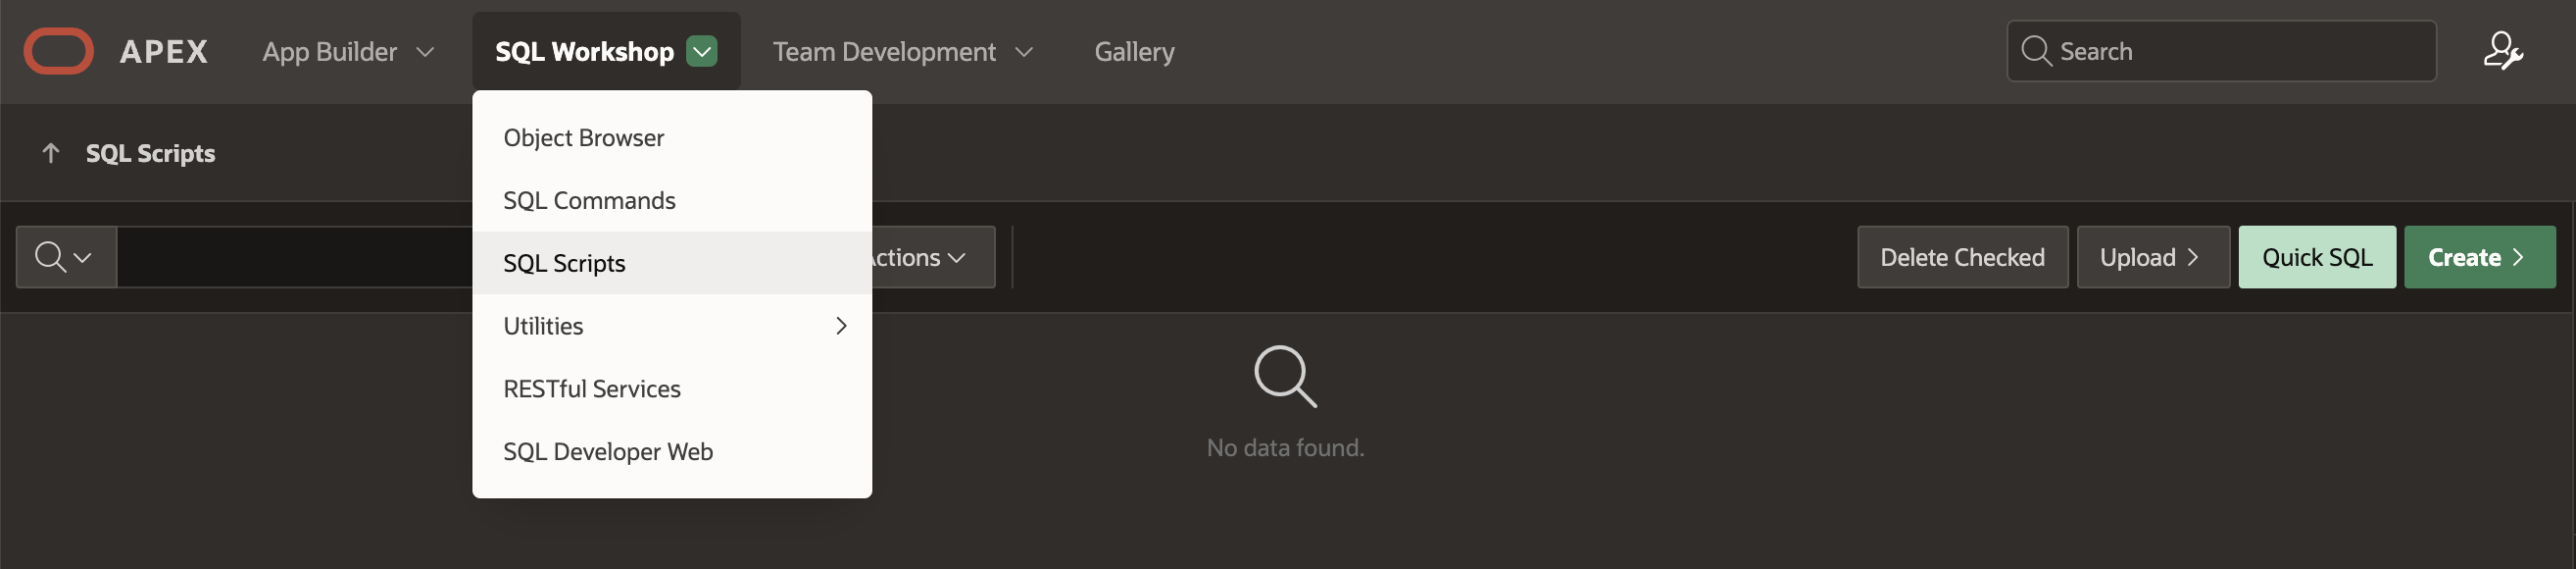 APEX App Builder SQL Workshop Team Development Gallery Search
SQL Scripts
Object Browser
SQL Commands
SQL Scripts
Utilities
RESTful Services
SQL Developer Web
Actions Delete Checked Upload Quick SQL Create
No data found.